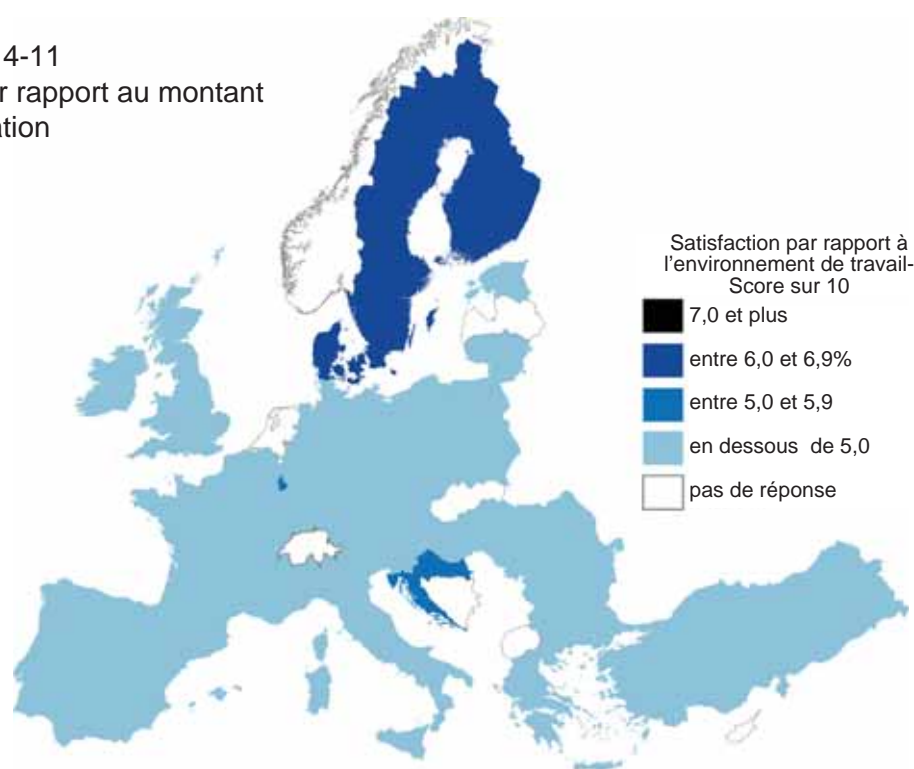 4-11
r rapport au montant
ation
Satisfaction par rapport à
l'environnement de travail-
Score sur 10
7,0 et plus
entre 6,0 et 6,9%
entre 5,0 et 5,9
en dessous de 5,0
pas de réponse